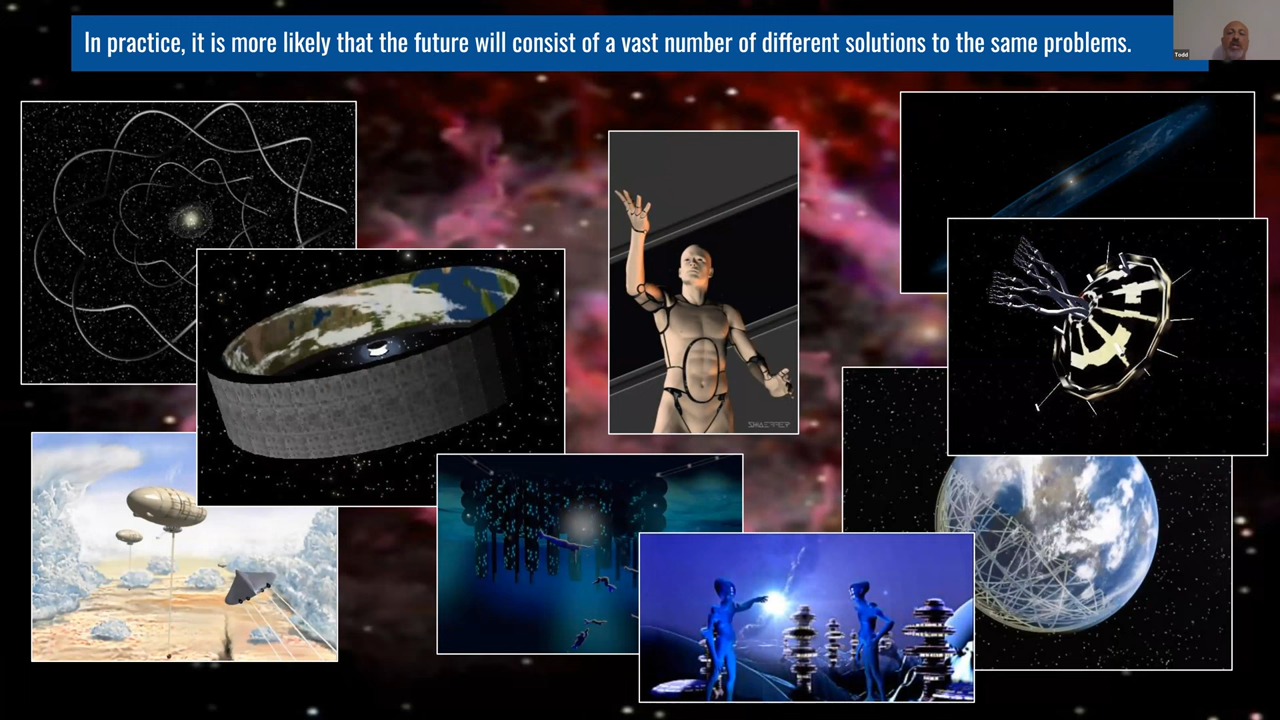 In practice, it is more likely that the future will consist of a vast number of different solutions to the same problems.
Todd